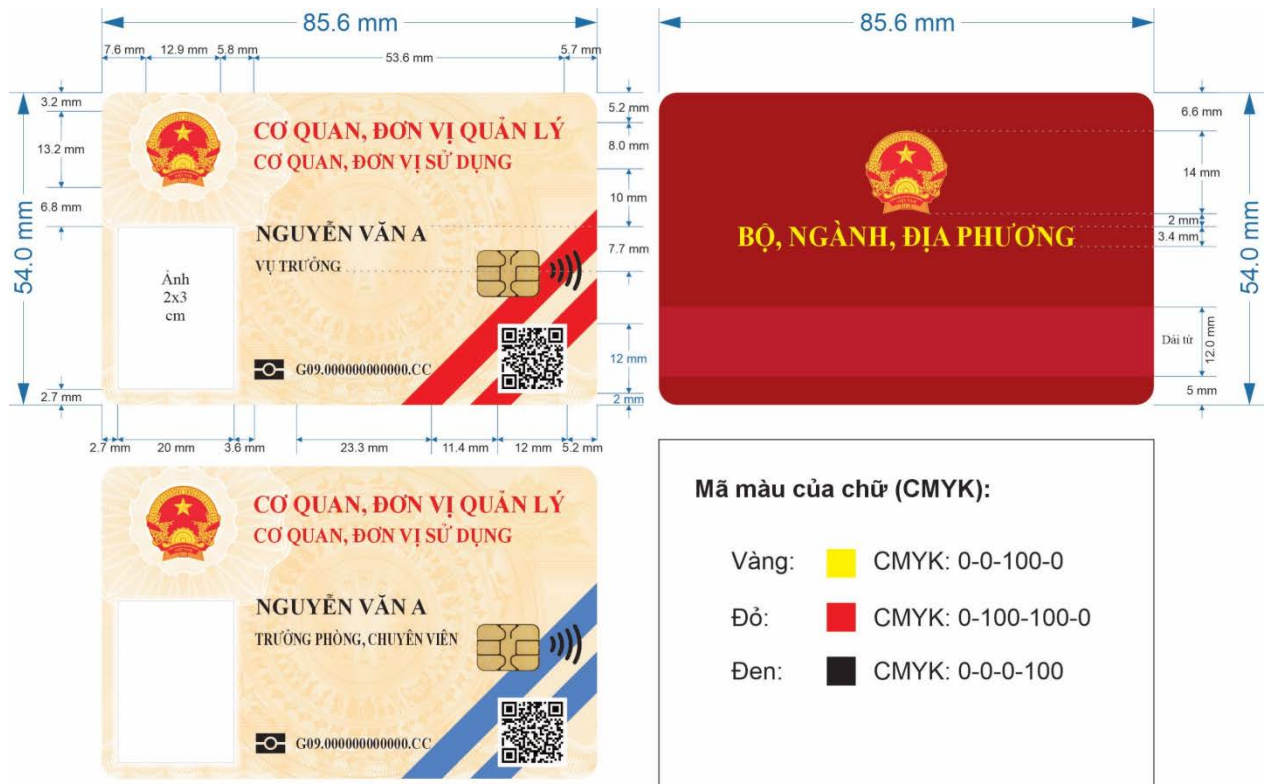 85.6 mm
7.6 mm 12.9 mm 5.8 mm 53.6 mm 5.7 mm
54.0 mm
3.2 mm
13.2 mm
6.8 mm
2.7 mm
CƠ QUAN, ĐƠN VỊ QUẢN LÝ
CƠ QUAN, ĐƠN VỊ SỬ DỤNG
NGUYỄN VĂN A
VỤ TRƯỞNG
Ảnh
2x3
cm
G09.000000000000.CC
5.2 mm
8.0 mm
10 mm
7.7 mm
12 mm
2 mm
2.7 mm 20 mm 3.6 mm 23.3 mm 11.4 mm 12 mm 5.2 mm
85.6 mm
BỘ, NGÀNH, ĐỊA PHƯƠNG
6.6 mm
14 mm
2 mm
3.4 mm
Dải từ
12.0 mm
5 mm
54.0 mm
CƠ QUAN, ĐƠN VỊ QUẢN LÝ
CƠ QUAN, ĐƠN VỊ SỬ DỤNG
NGUYỄN VĂN A
TRƯỞNG PHÒNG, CHUYÊN VIÊN
G09.000000000000.CC
Mã màu của chữ (CMYK):
Vàng: CMYK: 0-0-100-0
Đỏ: CMYK: 0-100-100-0
Đen: CMYK: 0-0-0-100